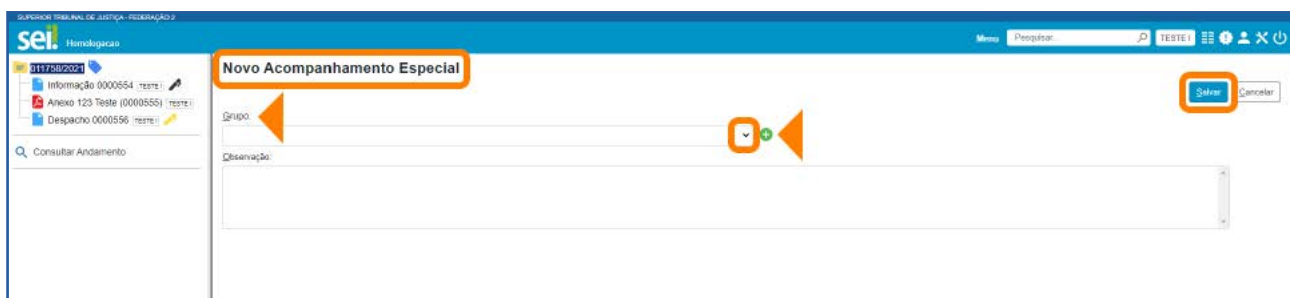 SUPERIOR TRIBUNAL DE JUSTIÇA - FEDERAÇÃO 2
sei! Homologacao
Menu Pesquisar... TESTE I
011758/2021
Informação 0000554 TESTE I
Anexo 123 Teste (0000555) TESTE I
Despacho 0000556 TESTE I
Consultar Andamento
Novo Acompanhamento Especial
Salvar Cancelar
Grupo:
Observação: